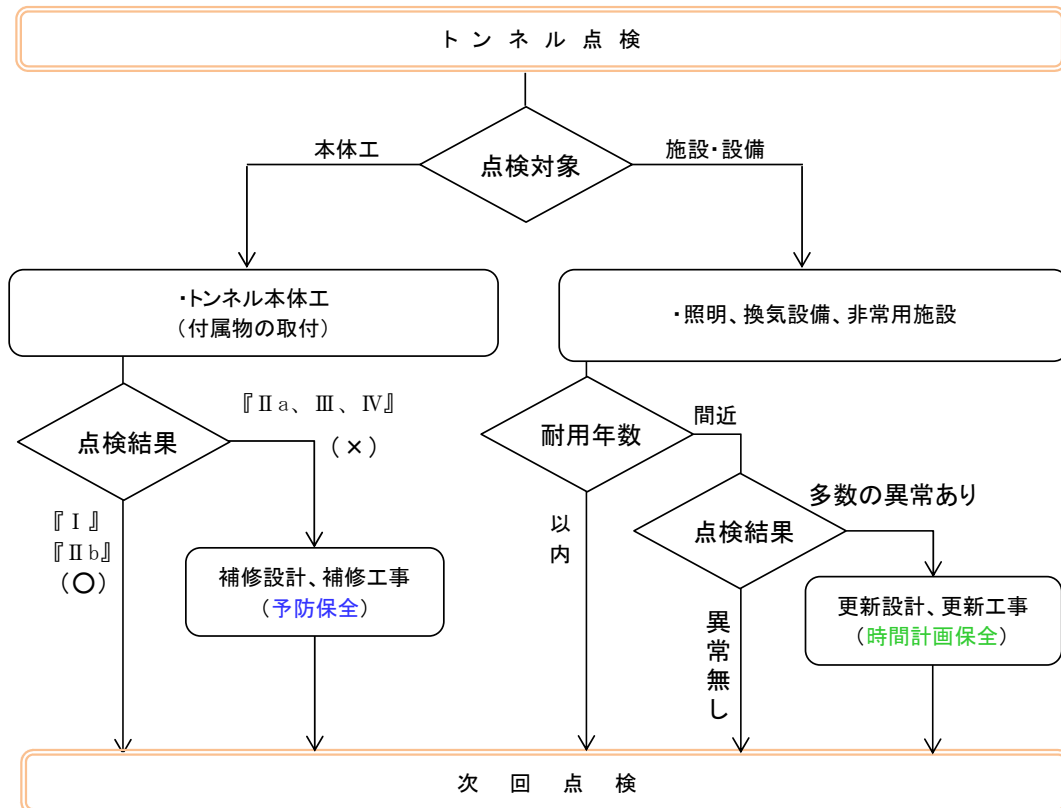 トンネル点検
本体工
施設・設備
点検対象
・トンネル本体工
（付属物の取付）
・照明、換気設備、非常用施設
『Ⅱa、Ⅲ、Ⅳ』
（×）
点検結果
間近
耐用年数
多数の異常あり
点検結果
『Ⅰ』
『Ⅱb』
（〇）
以内
補修設計、補修工事
（予防保全）
更新設計、更新工事
（時間計画保全）
異常無し
次回点検